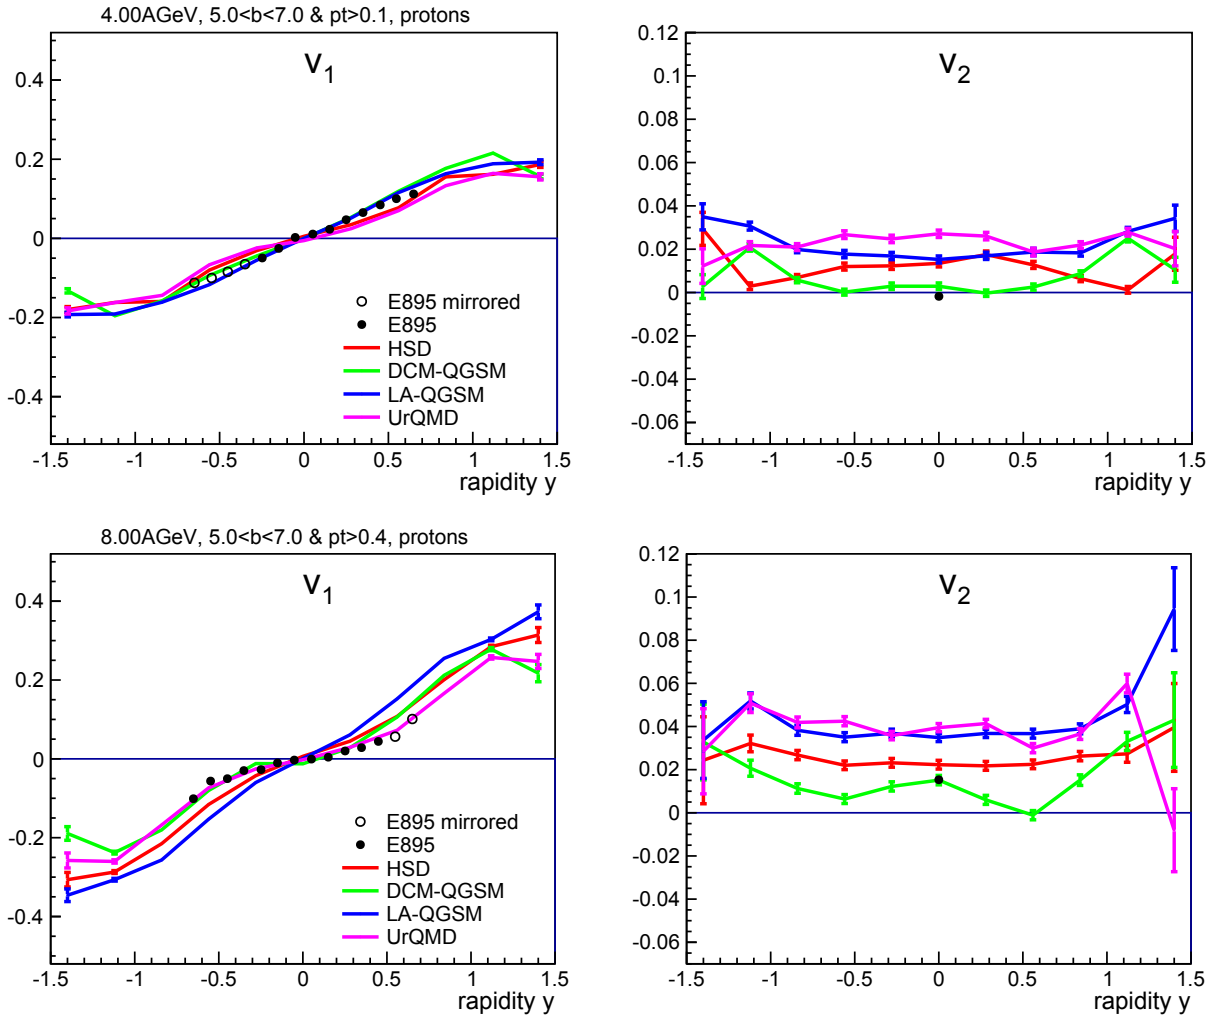 4.00AGeV, 5.0<b<7.0 & pt>0.1, protons
v1
0.4
0.2
0
-0.2
-0.4
E895 mirrored
E895
HSD
DCM-QGSM
LA-QGSM
UrQMD
-1.5 -1 -0.5 0 0.5 1 1.5
rapidity y
v2
0.12
0.1
0.08
0.06
0.04
0.02
0
-0.02
-0.04
-0.06
-1.5 -1 -0.5 0 0.5 1 1.5
rapidity y
8.00AGeV, 5.0<b<7.0 & pt>0.4, protons
v1
0.4
0.2
0
-0.2
-0.4
E895 mirrored
E895
HSD
DCM-QGSM
LA-QGSM
UrQMD
-1.5 -1 -0.5 0 0.5 1 1.5
rapidity y
v2
0.12
0.1
0.08
0.06
0.04
0.02
0
-0.02
-0.04
-0.06
-1.5 -1 -0.5 0 0.5 1 1.5
rapidity y